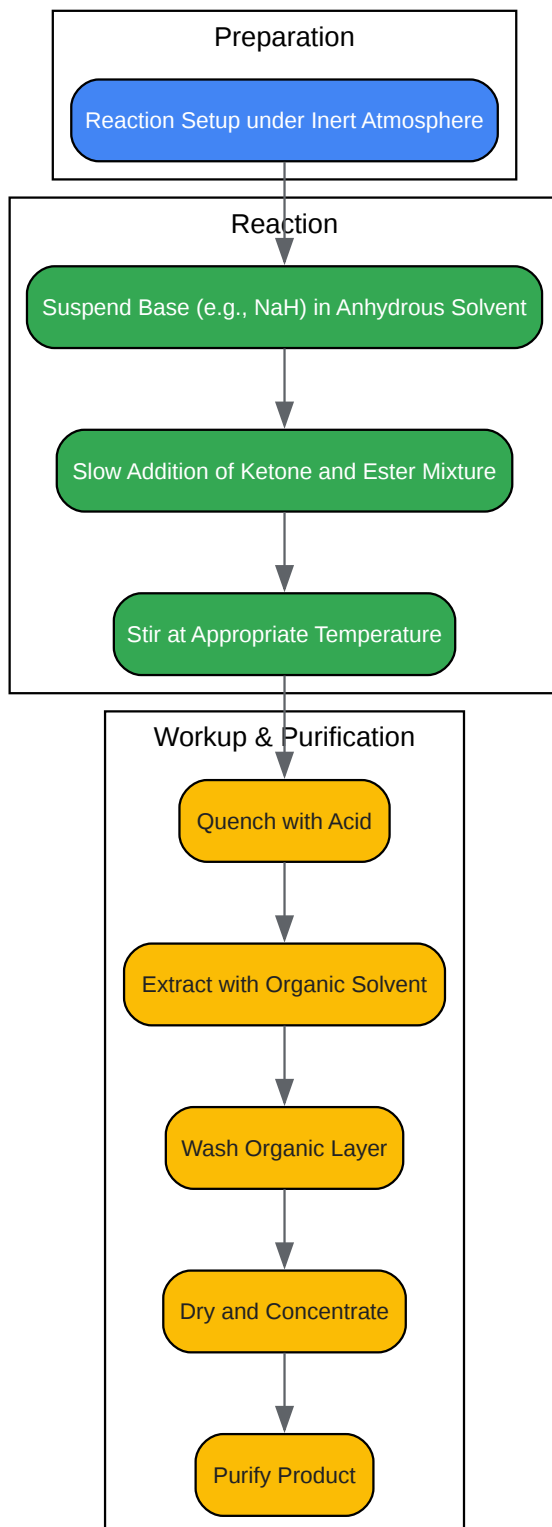 Preparation
Reaction Setup under Inert Atmosphere
Reaction
Suspend Base (e.g., NaH) in Anhydrous Solvent
Slow Addition of Ketone and Ester Mixture
Stir at Appropriate Temperature
Workup & Purification
Quench with Acid
Extract with Organic Solvent
Wash Organic Layer
Dry and Concentrate
Purify Product